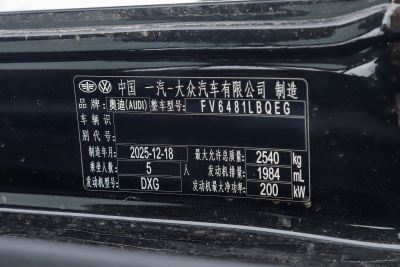 中国 一汽-大众汽车有限公司 制造
品牌: 奥迪(AUDI) 整车型号: FV6481LBQEG
车辆识
别代号:
制造年月: 2025-12-18 最大允许总质量: 2540 kg
乘坐人数: 5 人 发动机排量: 1984 mL
发动机型号: DXG 发动机最大净功率: 200 kW